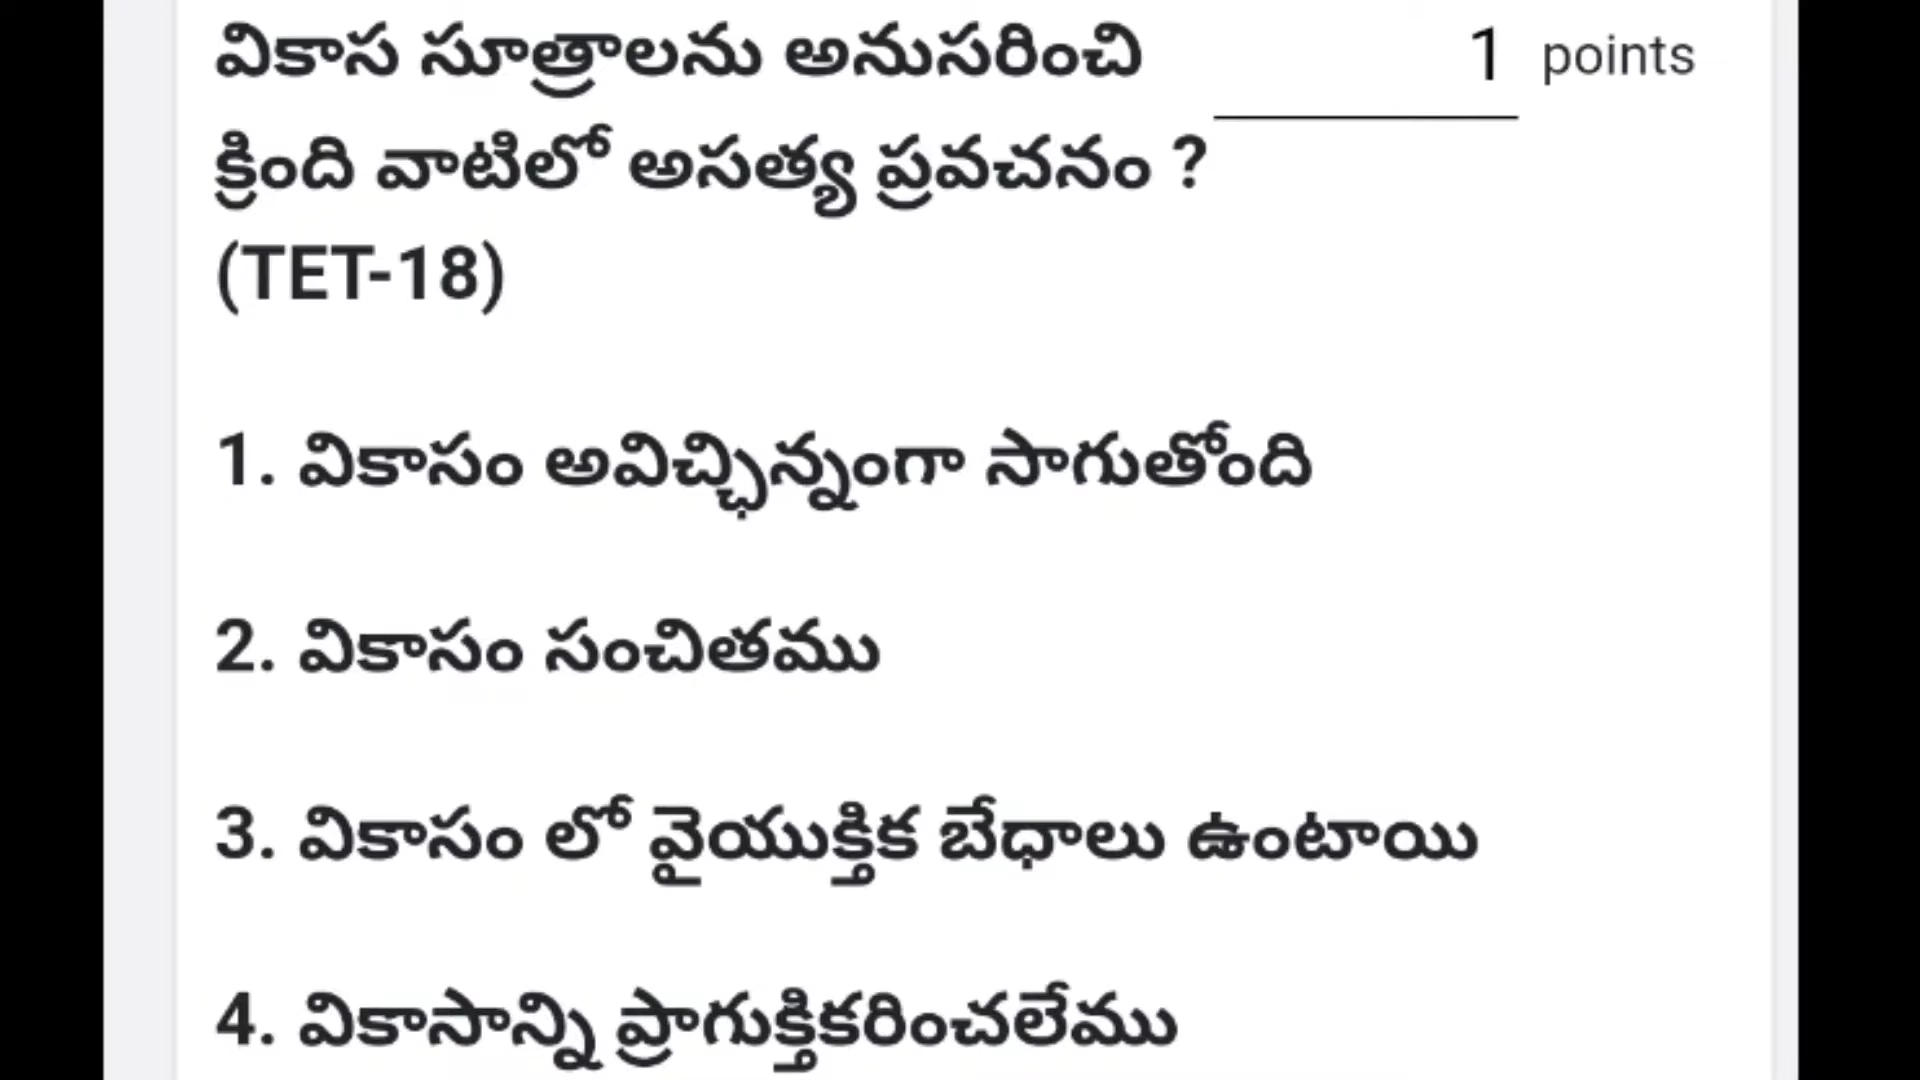 వికాస సూత్రాలను అనుసరించి
1 points
క్రింది వాటిలో అసత్య ప్రవచనం ?
(TET-18)
1. వికాసం అవిచ్ఛిన్నంగా సాగుతోంది
2. వికాసం సంచితము
3. వికాసం లో వైయుక్తిక బేధాలు ఉంటాయి
4. వికాసాన్ని ప్రాగుక్తికరించలేము